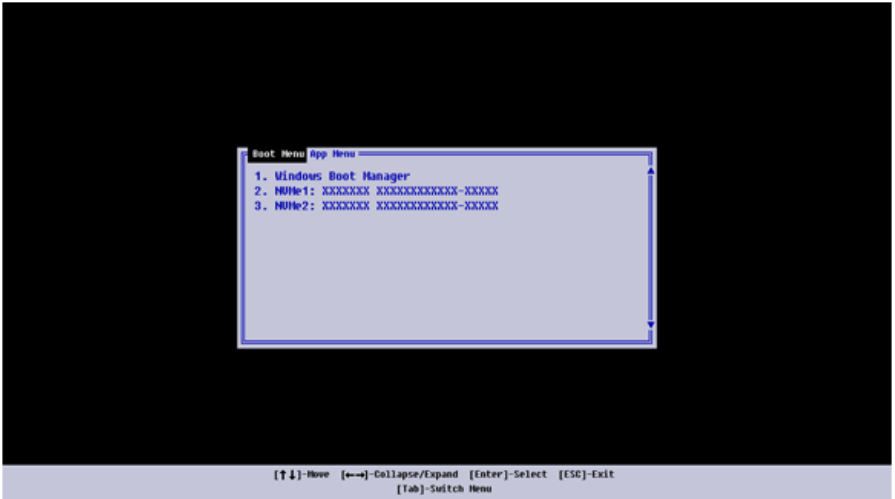 Boot Menu App Menu
1. Windows Boot Manager
2. NVMe1: XXXXXXX XXXXXXXXXXXX-XXXXX
3. NVMe2: XXXXXXX XXXXXXXXXXXX-XXXXX
[↑↓]-Move [←→]-Collapse/Expand [Enter]-Select [ESC]-Exit
[Tab]-Switch Menu